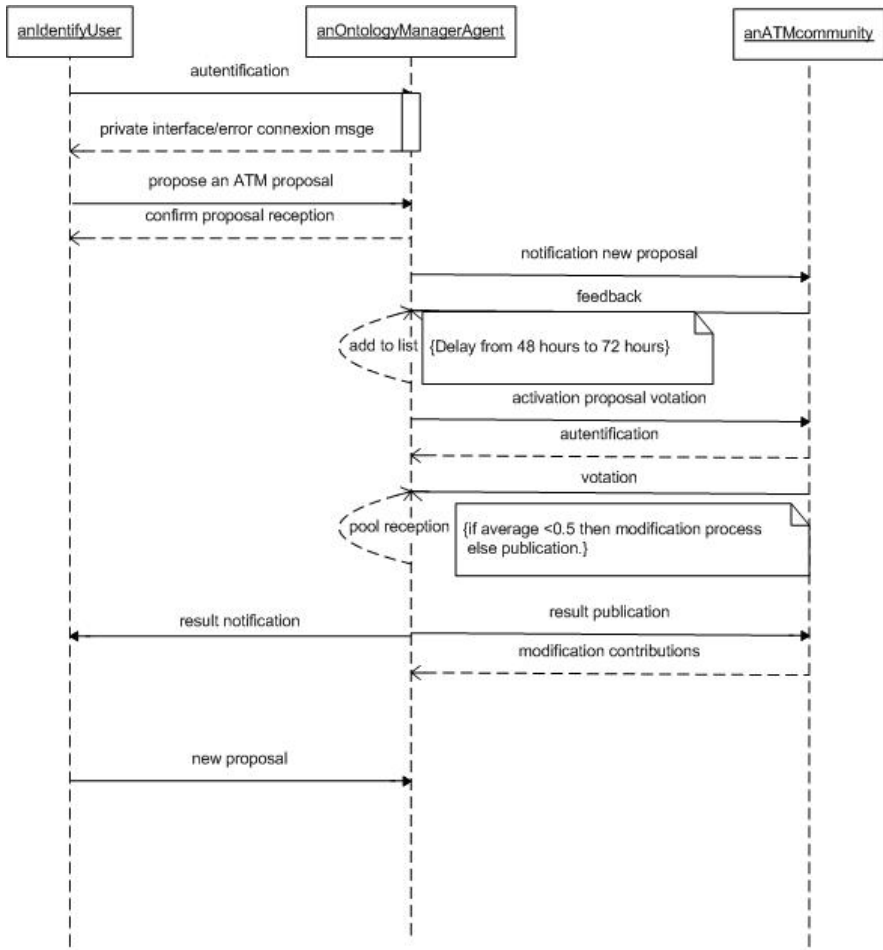 anIdentifyUser
anOntologyManagerAgent
anATMcommunity
autentification
private interface/error connexion msge
propose an ATM proposal
confirm proposal reception
notification new proposal
feedback
add to list
{Delay from 48 hours to 72 hours}
activation proposal votation
autentification
votation
pool reception
{if average <0.5 then modification process
else publication.}
result notification
result publication
modification contributions
new proposal